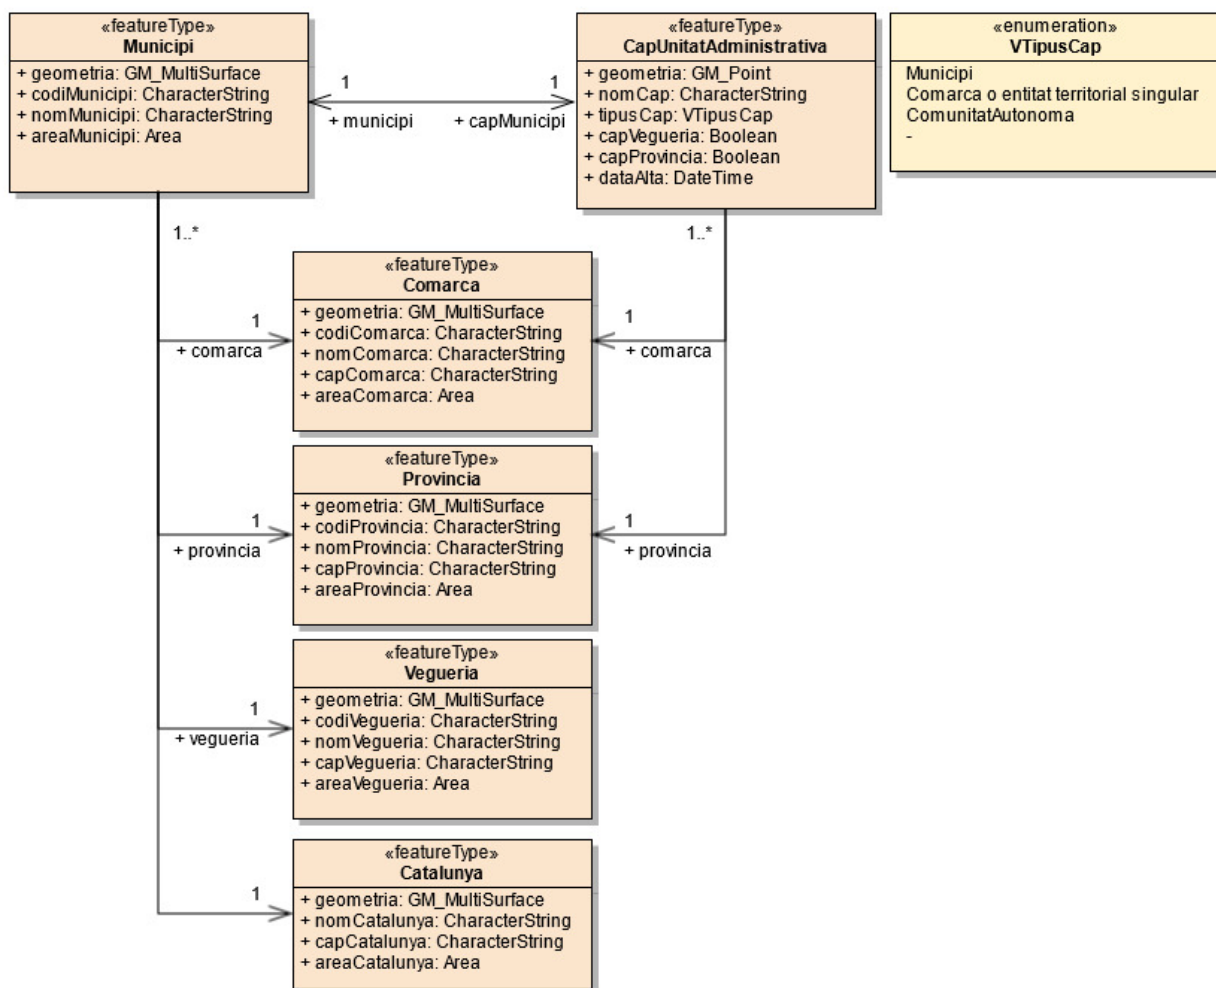 «featureType»
Municipi
+ geometria: GM_MultiSurface
+ codiMunicipi: CharacterString
+ nomMunicipi: CharacterString
+ areaMunicipi: Area
1
+ municipi
1
+ capMunicipi
«featureType»
CapUnitatAdministrativa
+ geometria: GM_Point
+ nomCap: CharacterString
+ tipusCap: VTipusCap
+ capVegueria: Boolean
+ capProvincia: Boolean
+ dataAlta: DateTime
«enumeration»
VTipusCap
Municipi
Comarca o entitat territorial singular
ComunitatAutonoma
-
1..*
1..*
«featureType»
Comarca
+ geometria: GM_MultiSurface
+ codiComarca: CharacterString
+ nomComarca: CharacterString
+ capComarca: CharacterString
+ areaComarca: Area
1
+ comarca
1
+ comarca
«featureType»
Provincia
+ geometria: GM_MultiSurface
+ codiProvincia: CharacterString
+ nomProvincia: CharacterString
+ capProvincia: CharacterString
+ areaProvincia: Area
1
+ provincia
1
+ provincia
«featureType»
Vegueria
+ geometria: GM_MultiSurface
+ codiVegueria: CharacterString
+ nomVegueria: CharacterString
+ capVegueria: CharacterString
+ areaVegueria: Area
1
+ vegueria
«featureType»
Catalunya
+ geometria: GM_MultiSurface
+ nomCatalunya: CharacterString
+ capCatalunya: CharacterString
+ areaCatalunya: Area
1